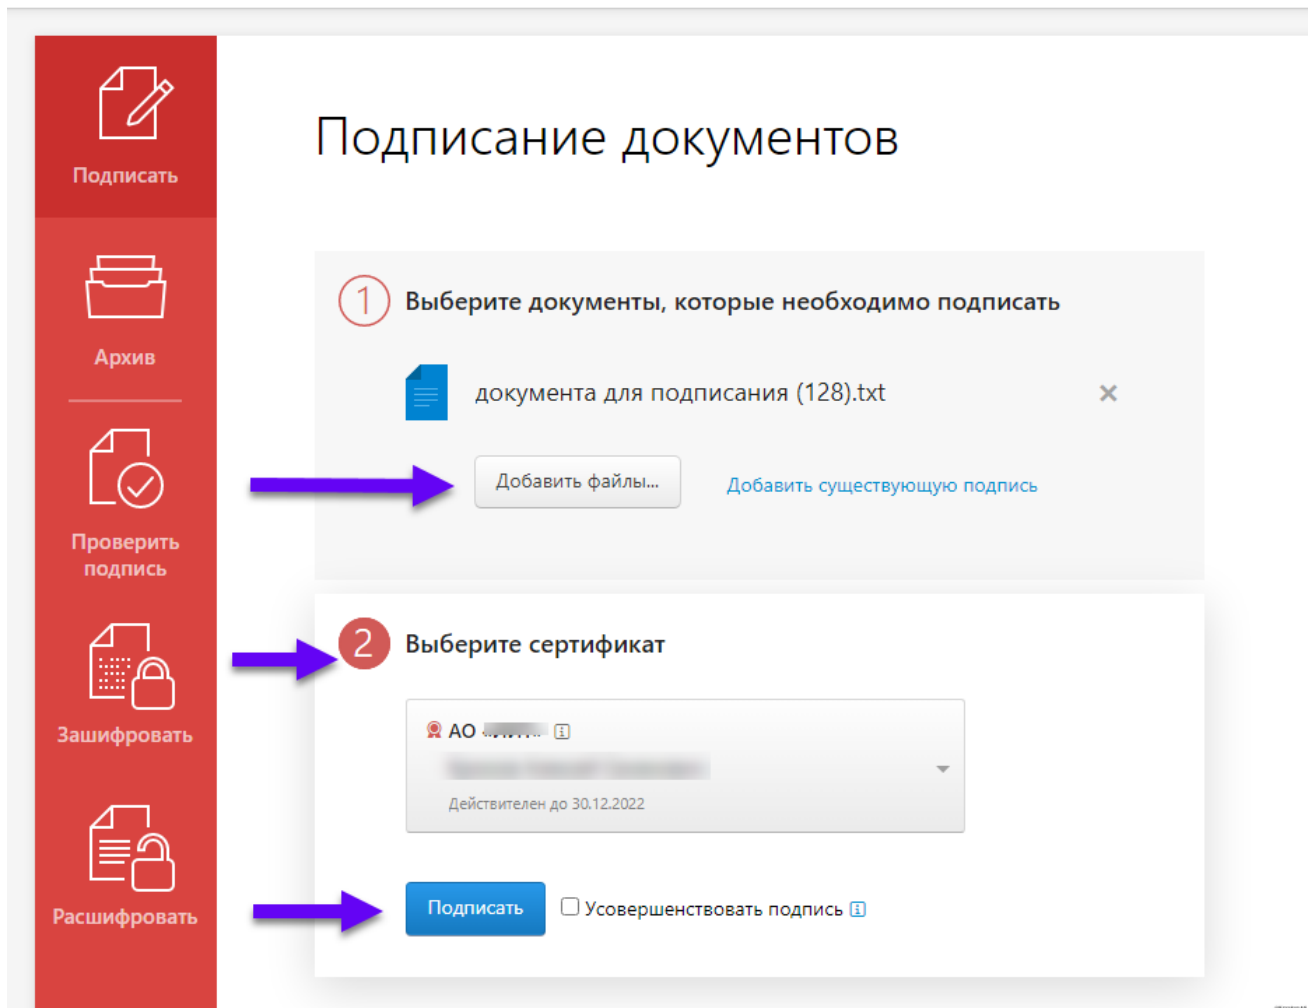 Подписать
Архив
Проверить
подпись
Зашифровать
Расшифровать
Подписание документов
1 Выберите документы, которые необходимо подписать
документа для подписания (128).txt
Добавить файлы... Добавить существующую подпись
2 Выберите сертификат
АО
Действителен до 30.12.2022
Подписать Усовершенствовать подпись